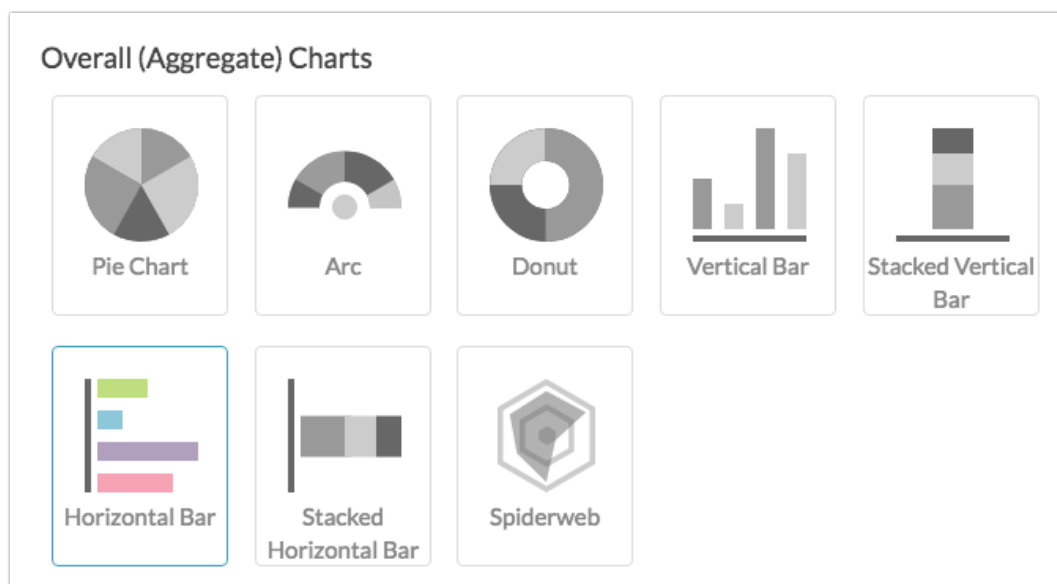 Overall (Aggregate) Charts
Pie Chart
Arc
Donut
Vertical Bar
Stacked Vertical
Bar
Horizontal Bar
Stacked
Horizontal Bar
Spiderweb